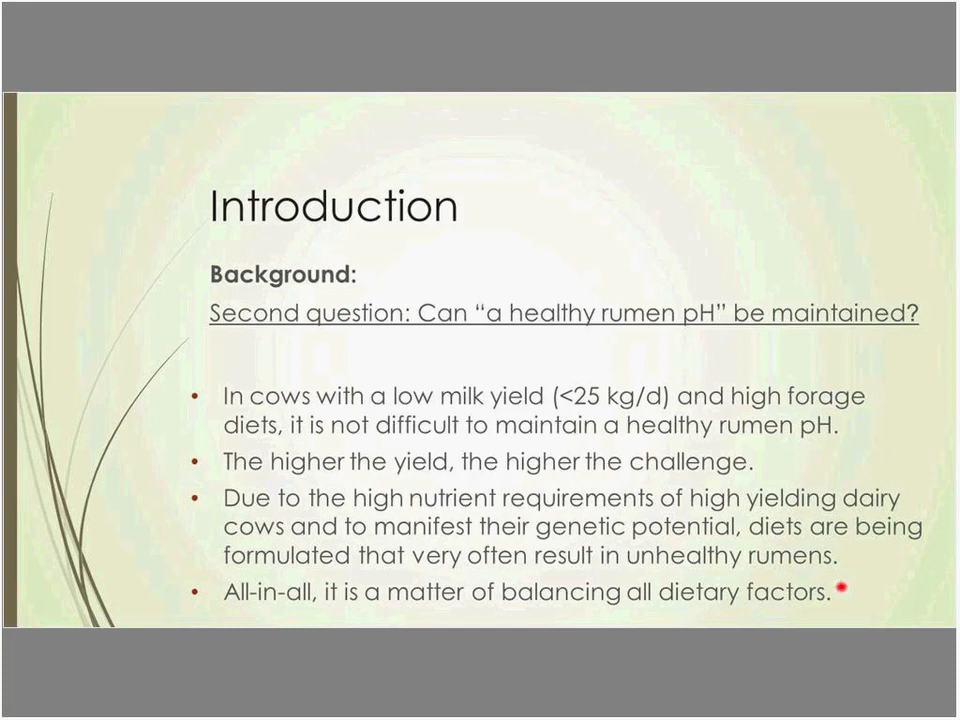 Introduction
Background:
Second question: Can “a healthy rumen pH” be maintained?
• In cows with a low milk yield (<25 kg/d) and high forage
diets, it is not difficult to maintain a healthy rumen pH.
• The higher the yield, the higher the challenge.
• Due to the high nutrient requirements of high yielding dairy
cows and to manifest their genetic potential, diets are being
formulated that very often result in unhealthy rumens.
• All-in-all, it is a matter of balancing all dietary factors.